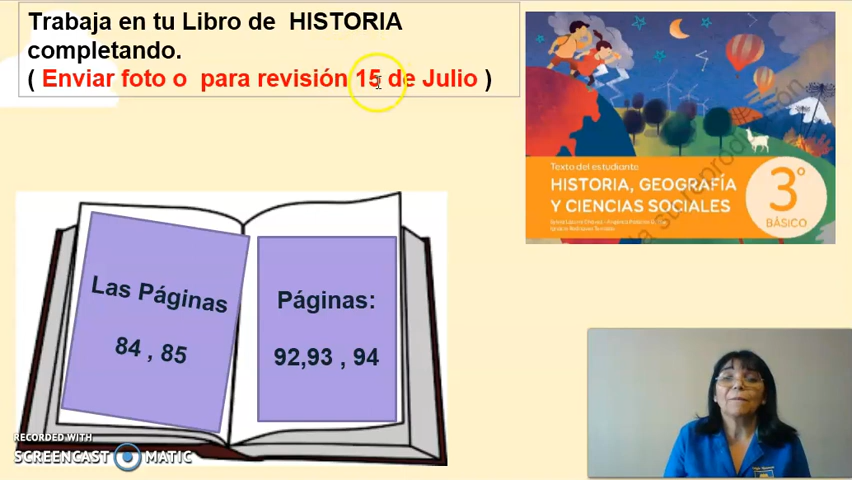 Trabaja en tu Libro de HISTORIA
completando.
( Enviar foto o para revisión 15 de Julio )
Texto del estudiante
HISTORIA, GEOGRAFÍA
Y CIENCIAS SOCIALES
3°
BÁSICO
Las Páginas
84 , 85
Páginas:
92,93 , 94
RECORDED WITH
SCREENCAST MATIC